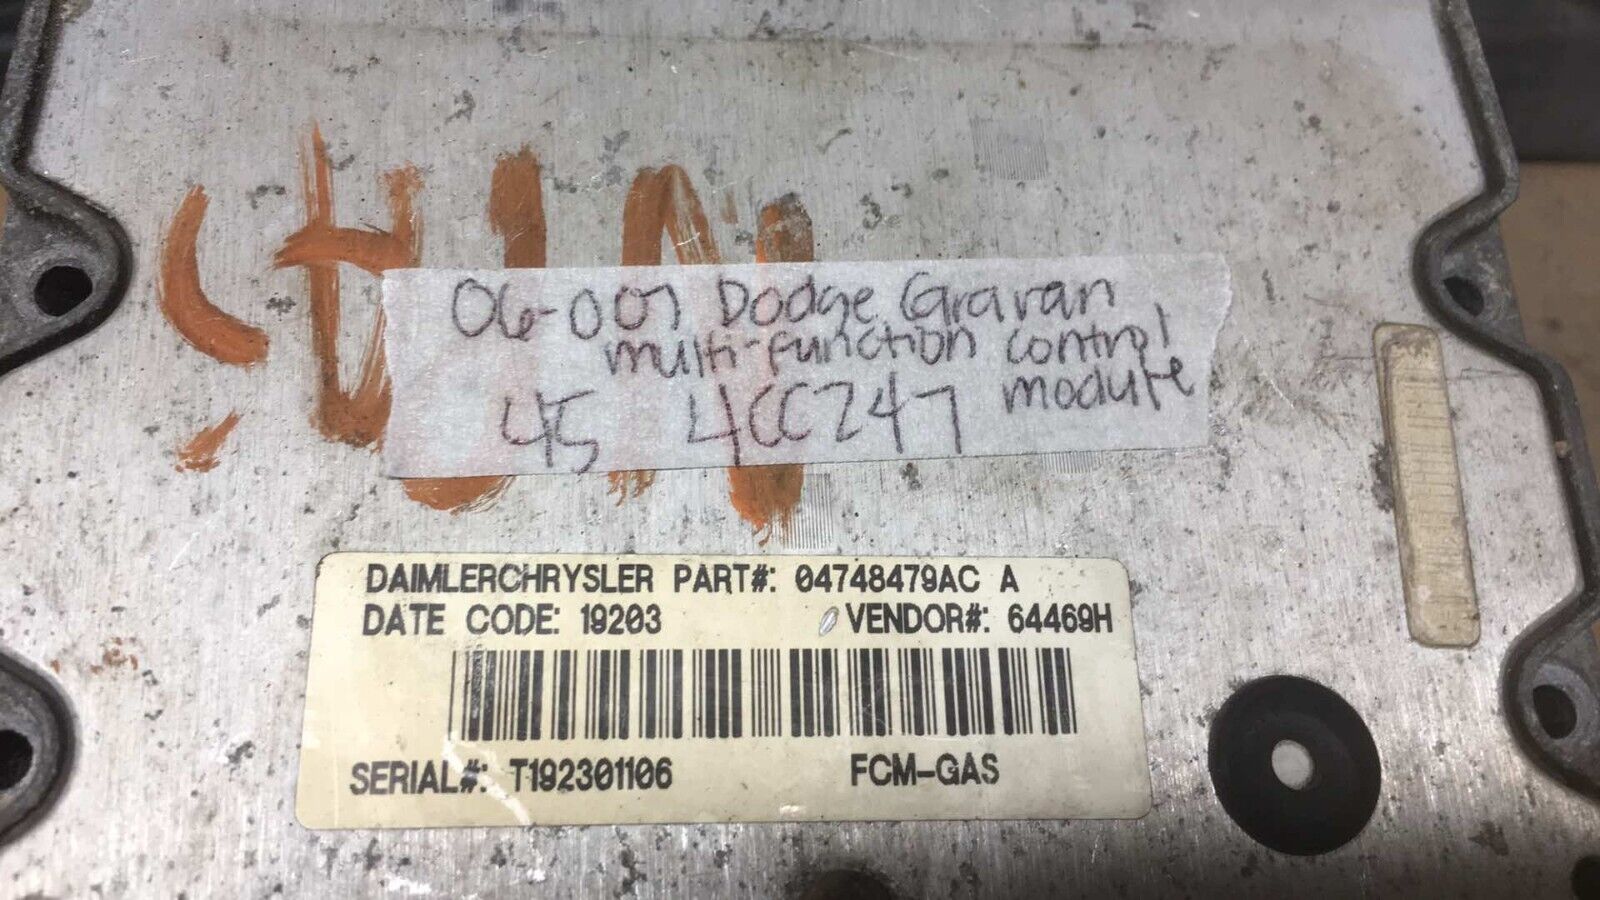 06-007 Dodge Caravan
multi-function control
module
45 4CC247
DAIMLERCHRYSLER PART#: 04748479AC A
DATE CODE: 19203 VENDOR#: 64469H
SERIAL#: T192301106 FCM-GAS